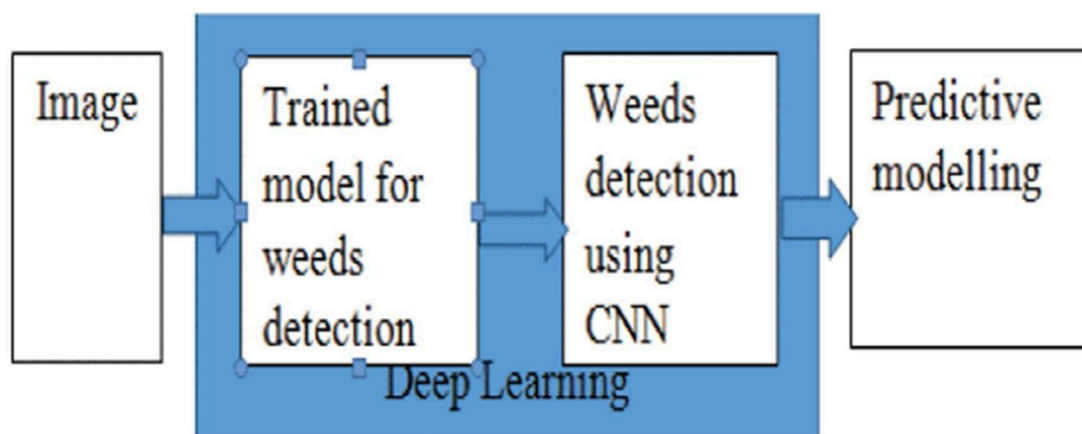 Image
Trained
model for
weeds
detection
Weeds
detection
using
CNN
Predictive
modelling
Deep Learning